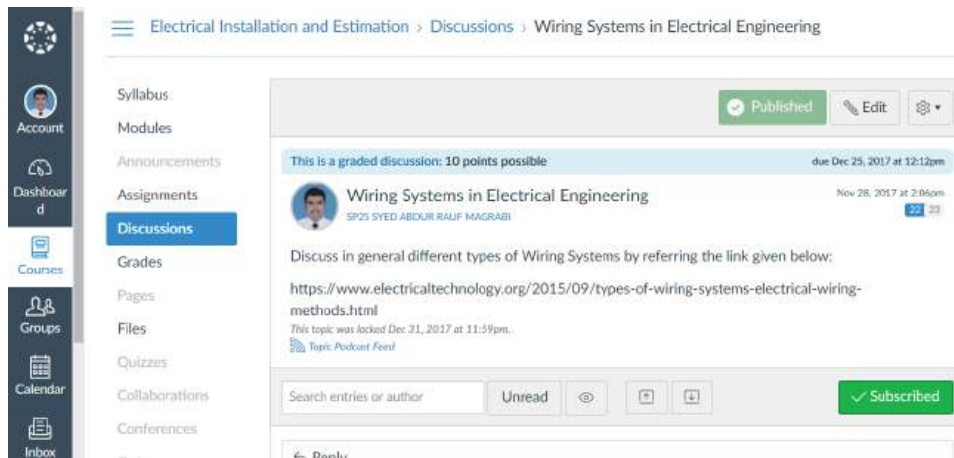 Electrical Installation and Estimation › Discussions › Wiring Systems in Electrical Engineering
Account
Dashboar
d
Courses
Groups
Calendar
Inbox
Syllabus
Modules
Announcements
Assignments
Discussions
Grades
Pages
Files
Quizzes
Collaborations
Conferences
Published
Edit
This is a graded discussion: 10 points possible
due Dec 25, 2017 at 12:12pm
Wiring Systems in Electrical Engineering
Nov 28, 2017 at 2:06pm
SP25 SYED ABDUR RAUF MAGRABI
22 23
Discuss in general different types of Wiring Systems by referring the link given below:
https://www.electricaltechnology.org/2015/09/types-of-wiring-systems-electrical-wiring-
methods.html
This topic was locked Dec 31, 2017 at 11:59pm.
Topic Podcast Feed
Search entries or author
Unread
Subscribed
Reply